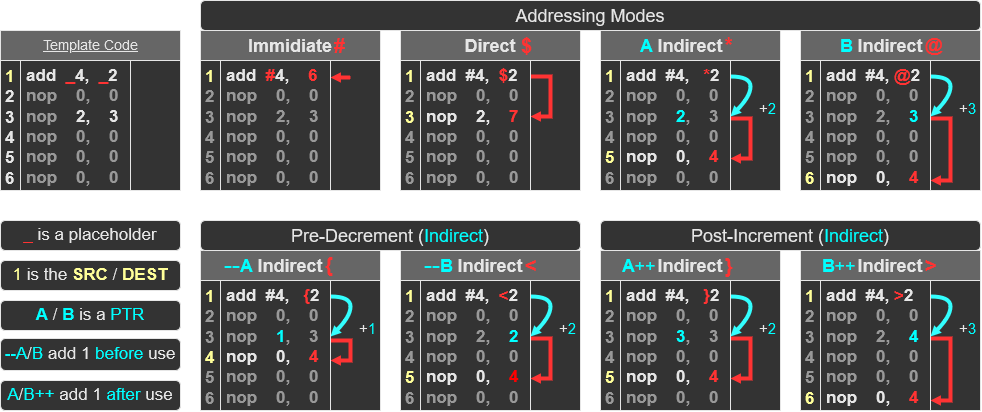 Addressing Modes
Template Code
1 add _4, _2
2 nop 0, 0
3 nop 2, 3
4 nop 0, 0
5 nop 0, 0
6 nop 0, 0
Immidiate#
1 add #4, 6
2 nop 0, 0
3 nop 2, 3
4 nop 0, 0
5 nop 0, 0
6 nop 0, 0
Direct $
1 add #4, $2
2 nop 0, 0
3 nop 2, 7
4 nop 0, 0
5 nop 0, 0
6 nop 0, 0
A Indirect*
1 add #4, *2
2 nop 0, 0
3 nop 2, 3
4 nop 0, 0
5 nop 0, 4
6 nop 0, 0
+2
B Indirect@
1 add #4, @2
2 nop 0, 0
3 nop 2, 3
4 nop 0, 0
5 nop 0, 0
6 nop 0, 4
+3
_ is a placeholder
1 is the SRC / DEST
A / B is a PTR
--A/B add 1 before use
A/B++ add 1 after use
Pre-Decrement (Indirect)
--A Indirect{
1 add #4, {2
2 nop 0, 0
3 nop 1, 3
4 nop 0, 4
5 nop 0, 0
6 nop 0, 0
+1
--B Indirect<
1 add #4, <2
2 nop 0, 0
3 nop 2, 2
4 nop 0, 0
5 nop 0, 4
6 nop 0, 0
+2
Post-Increment (Indirect)
A++ Indirect}
1 add #4, }2
2 nop 0, 0
3 nop 3, 3
4 nop 0, 0
5 nop 0, 4
6 nop 0, 0
+2
B++ Indirect>
1 add #4, >2
2 nop 0, 0
3 nop 2, 4
4 nop 0, 0
5 nop 0, 0
6 nop 0, 4
+3